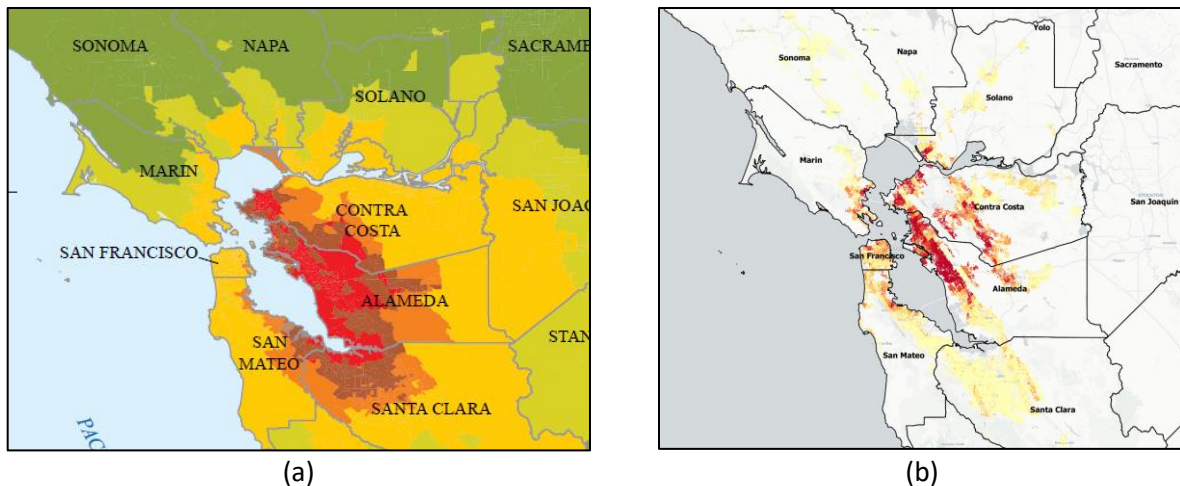 SONOMA
NAPA
SACRAME
SOLANO
MARIN
CONTRA
COSTA
SAN JOAC
SAN FRANCISCO
ALAMEDA
STAN
SAN
MATEO
SANTA CLARA
PAC
(a)
Yolo
Napa
Sonoma
Sacramento
Solano
Marin
Contra Costa
San Joaquin
San Francisco
Alameda
San Mateo
Santa Clara
(b)